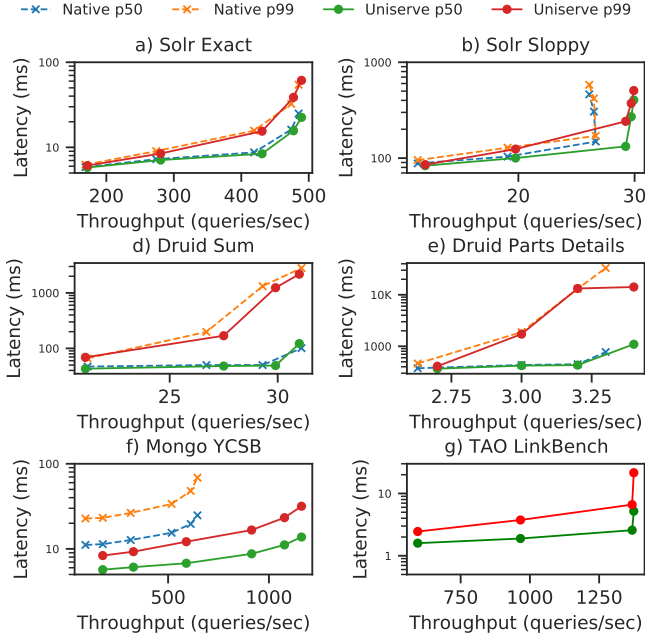 Native p50 Native p99 Uniserve p50 Uniserve p99
a) Solr Exact
Latency (ms)
100
10
200 300 400 500
Throughput (queries/sec)
b) Solr Sloppy
Latency (ms)
1000
100
20 30
Throughput (queries/sec)
d) Druid Sum
Latency (ms)
1000
100
25 30
Throughput (queries/sec)
e) Druid Parts Details
Latency (ms)
10K
1000
2.75 3.00 3.25
Throughput (queries/sec)
f) Mongo YCSB
Latency (ms)
100
10
500 1000
Throughput (queries/sec)
g) TAO LinkBench
Latency (ms)
10
1
750 1000 1250
Throughput (queries/sec)